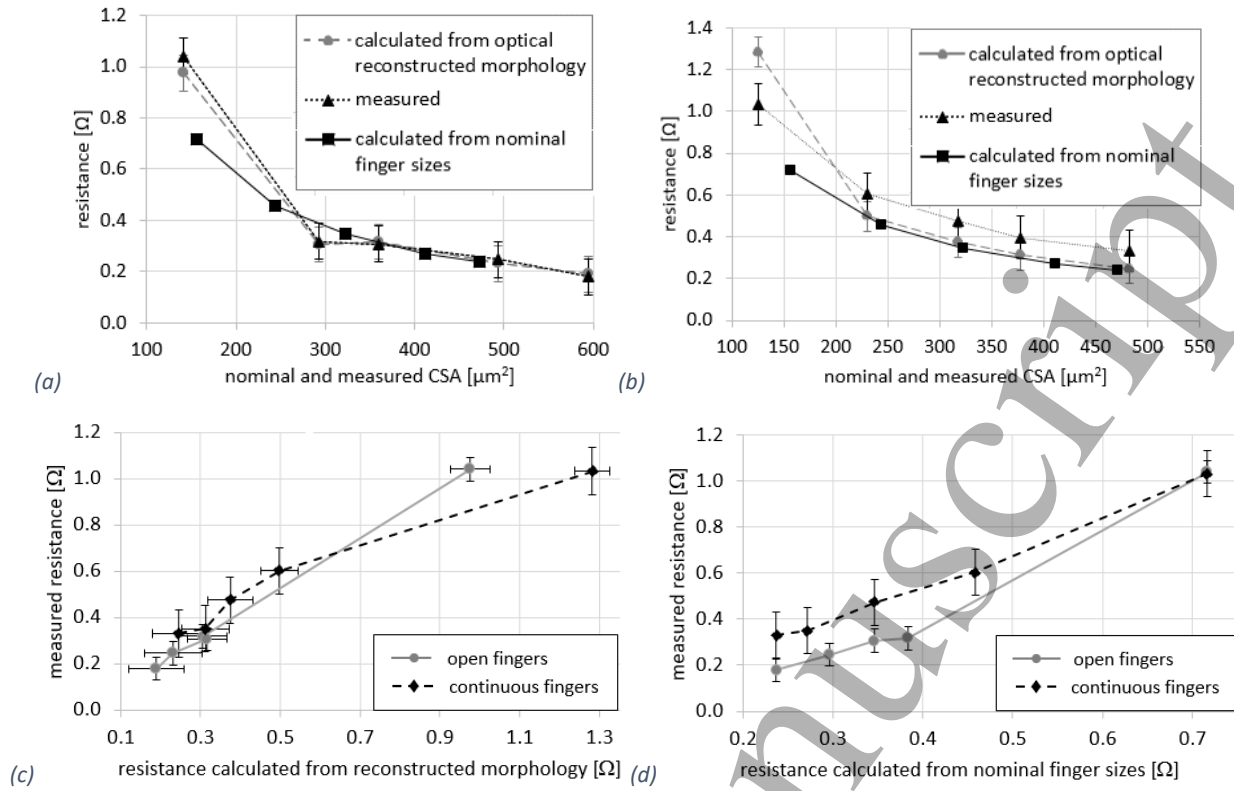 1.2
1.0
0.8
0.6
0.4
0.2
0.0
resistance [Ω]
calculated from optical
reconstructed morphology
measured
calculated from nominal
finger sizes
100 200 300 400 500 600
nominal and measured CSA [µm²]
(a)
1.4
1.2
1.0
0.8
0.6
0.4
0.2
0.0
resistance [Ω]
calculated from optical
reconstructed morphology
measured
calculated from nominal
finger sizes
100 150 200 250 300 350 400 450 500 550
nominal and measured CSA [µm²]
(b)
1.2
1.0
0.8
0.6
0.4
0.2
0.0
measured resistance [Ω]
open fingers
continuous fingers
0.1 0.3 0.5 0.7 0.9 1.1 1.3
resistance calculated from reconstructed morphology [Ω]
(c)
1.2
1.0
0.8
0.6
0.4
0.2
0.0
measured resistance [Ω]
open fingers
continuous fingers
0.2 0.3 0.4 0.5 0.6 0.7
resistance calculated from nominal finger sizes [Ω]
(d)
nuscript